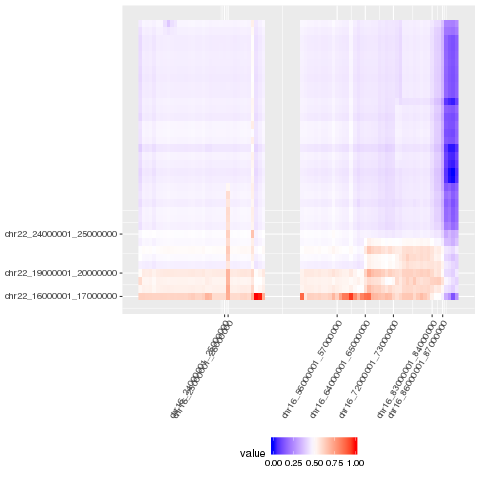 chr22_24000001_25000000
chr22_19000001_20000000
chr22_16000001_17000000
chr16_56000001_57000000
chr16_64000001_65000000
chr16_72000001_73000000
chr16_83000001_84000000
chr16_86000001_87000000
value
0.00 0.25 0.50 0.75 1.00